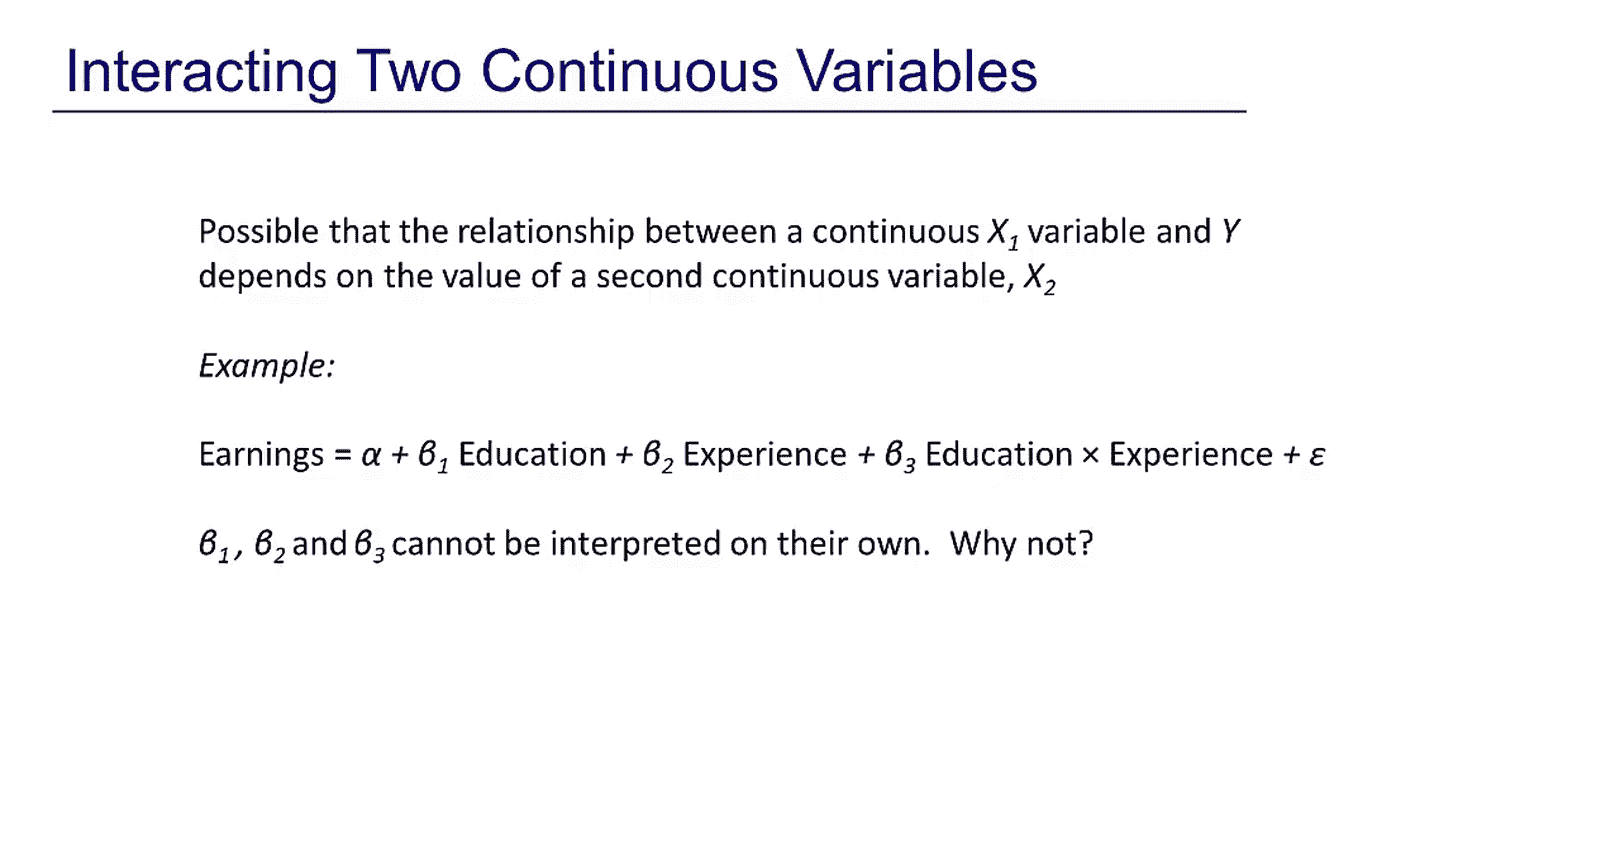 Interacting Two Continuous Variables
Possible that the relationship between a continuous X₁ variable and Y
depends on the value of a second continuous variable, X₂
Example:
Earnings = α + β₁ Education + β₂ Experience + β₃ Education × Experience + ε
β₁, β₂ and β₃ cannot be interpreted on their own. Why not?